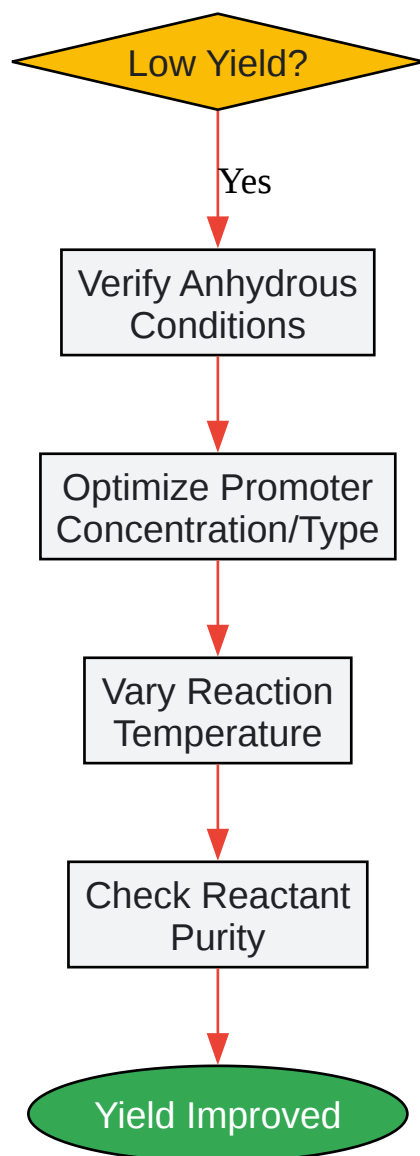 Low Yield?
Yes
Verify Anhydrous
Conditions
Optimize Promoter
Concentration/Type
Vary Reaction
Temperature
Check Reactant
Purity
Yield Improved